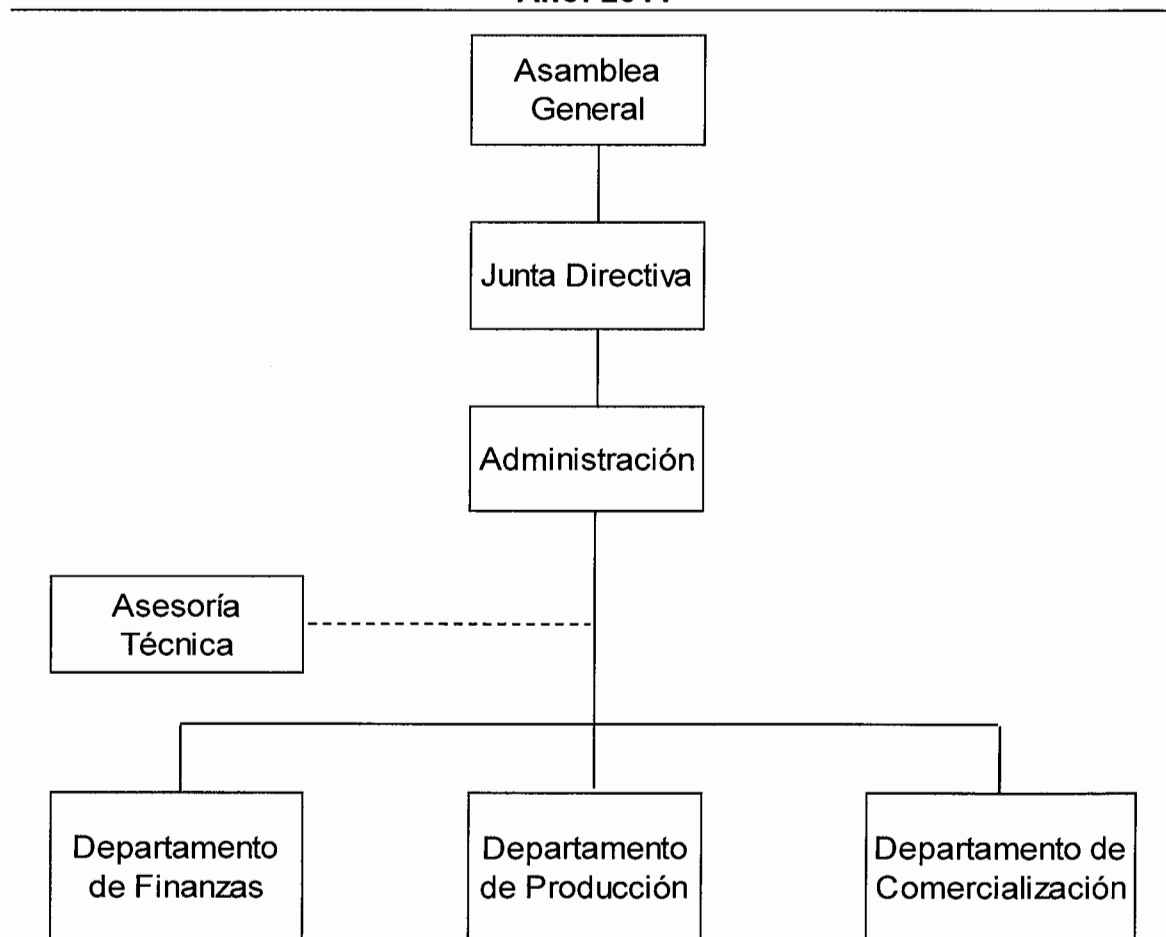 Asamblea
General
Junta Directiva
Administración
Asesoría
Técnica
Departamento
de Finanzas
Departamento
de Producción
Departamento de
Comercialización